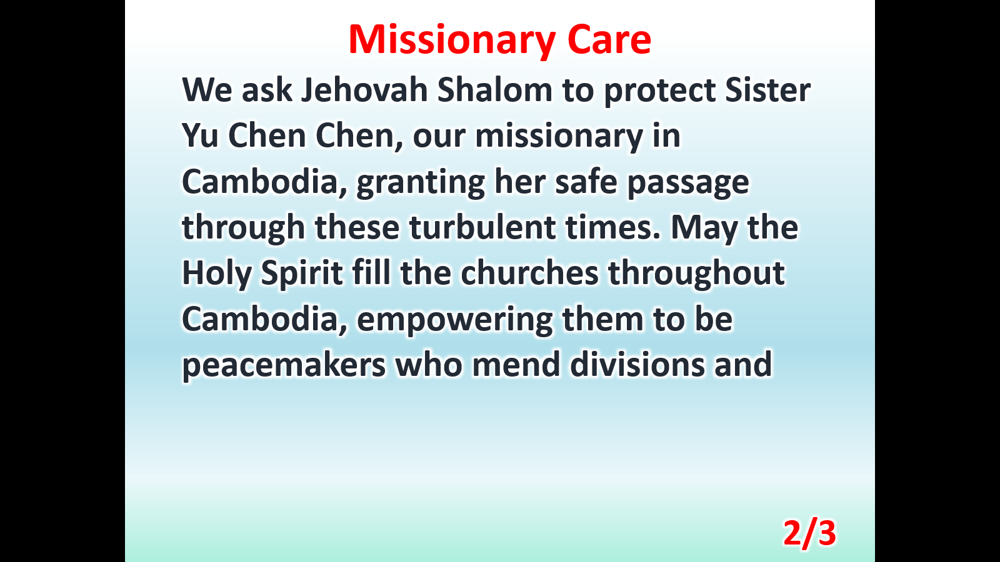 Missionary Care
We ask Jehovah Shalom to protect Sister
Yu Chen Chen, our missionary in
Cambodia, granting her safe passage
through these turbulent times. May the
Holy Spirit fill the churches throughout
Cambodia, empowering them to be
peacemakers who mend divisions and
2/3